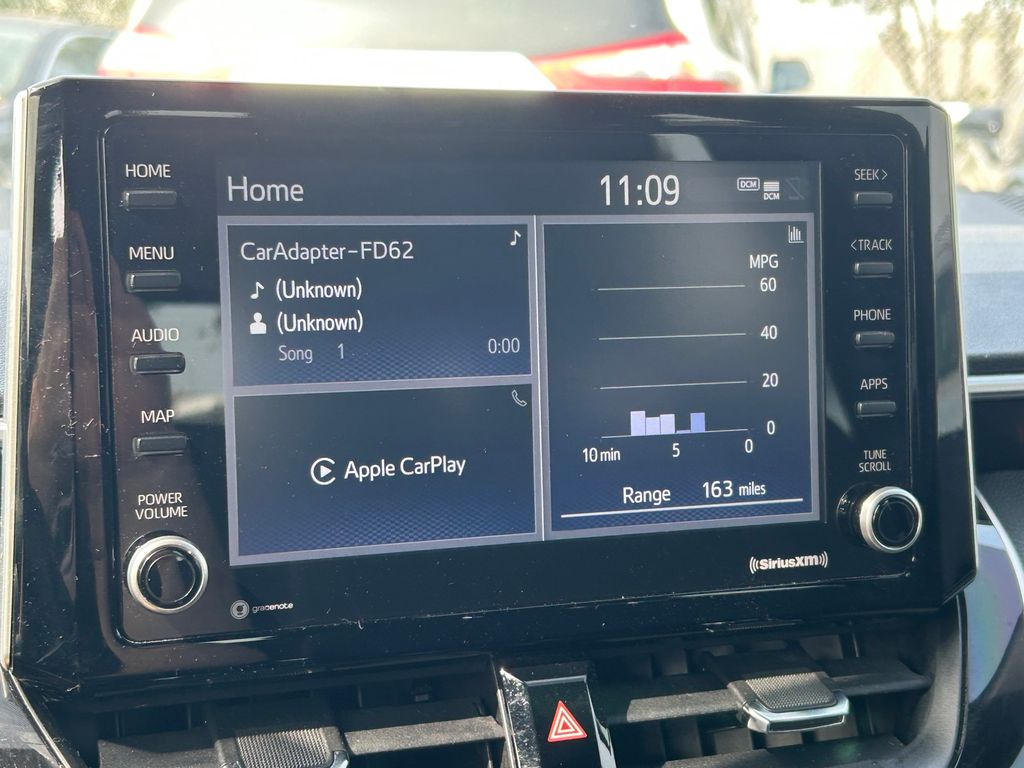 HOME
MENU
AUDIO
MAP
POWER
VOLUME
Home
11:09
DCM
DCM
CarAdapter-FD62
(Unknown)
(Unknown)
Song 1 0:00
Apple CarPlay
MPG
60
40
20
0
10 min 5 0
Range 163 miles
SEEK>
<TRACK
PHONE
APPS
TUNE
SCROLL
gracenote
((SiriusXM))